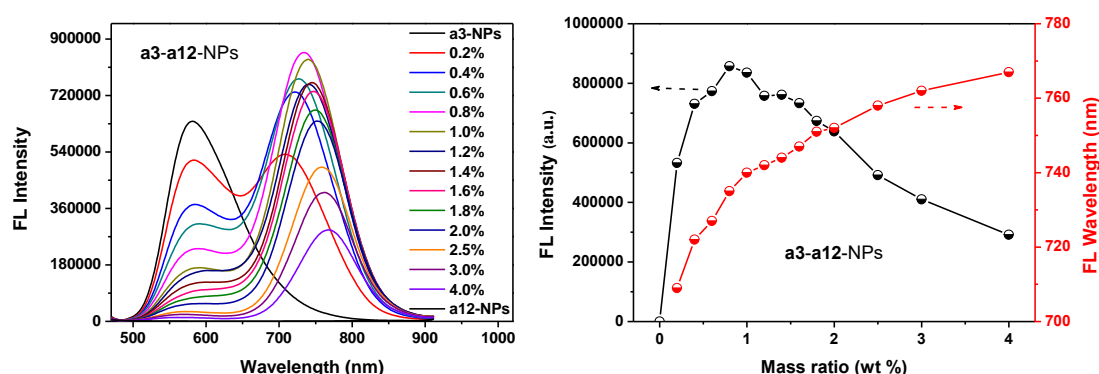 a3-a12-NPs
FL Intensity
900000
720000
540000
360000
180000
0
500 600 700 800 900 1000
Wavelength (nm)
a3-NPs
0.2%
0.4%
0.6%
0.8%
1.0%
1.2%
1.4%
1.6%
1.8%
2.0%
2.5%
3.0%
4.0%
a12-NPs
FL Intensity (a.u.)
1000000
800000
600000
400000
200000
0
0 1 2 3 4
Mass ratio (wt %)
a3-a12-NPs
780
760
740
720
700
FL Wavelength (nm)